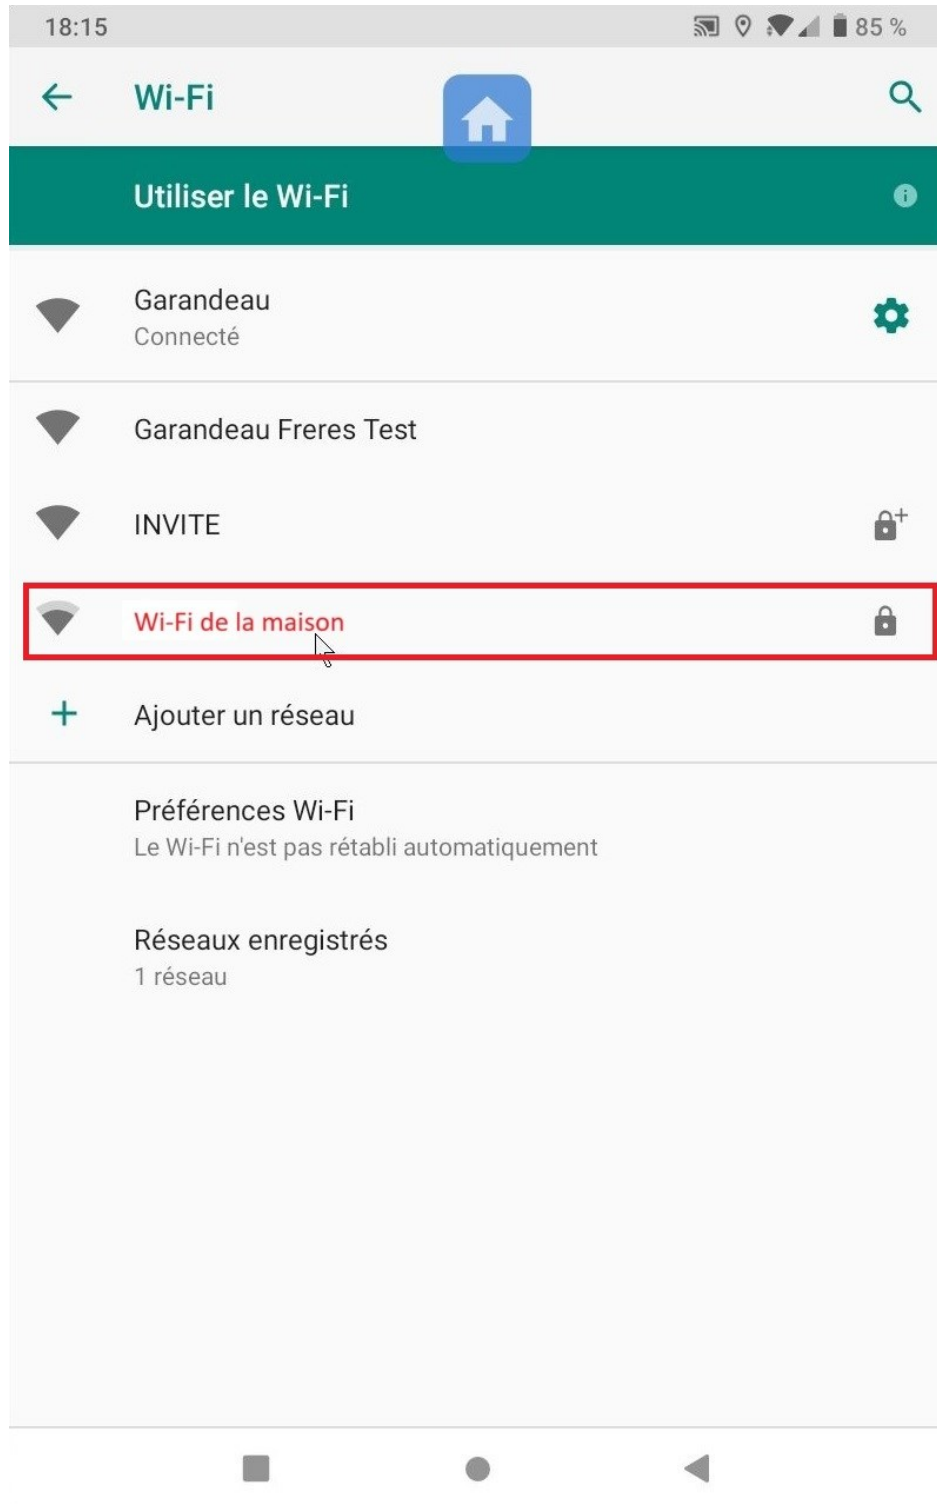 18:15
85 %
Wi-Fi
Utiliser le Wi-Fi
Garandeau
Connecté
Garandeau Freres Test
INVITE
Wi-Fi de la maison
Ajouter un réseau
Préférences Wi-Fi
Le Wi-Fi n'est pas rétabli automatiquement
Réseaux enregistrés
1 réseau